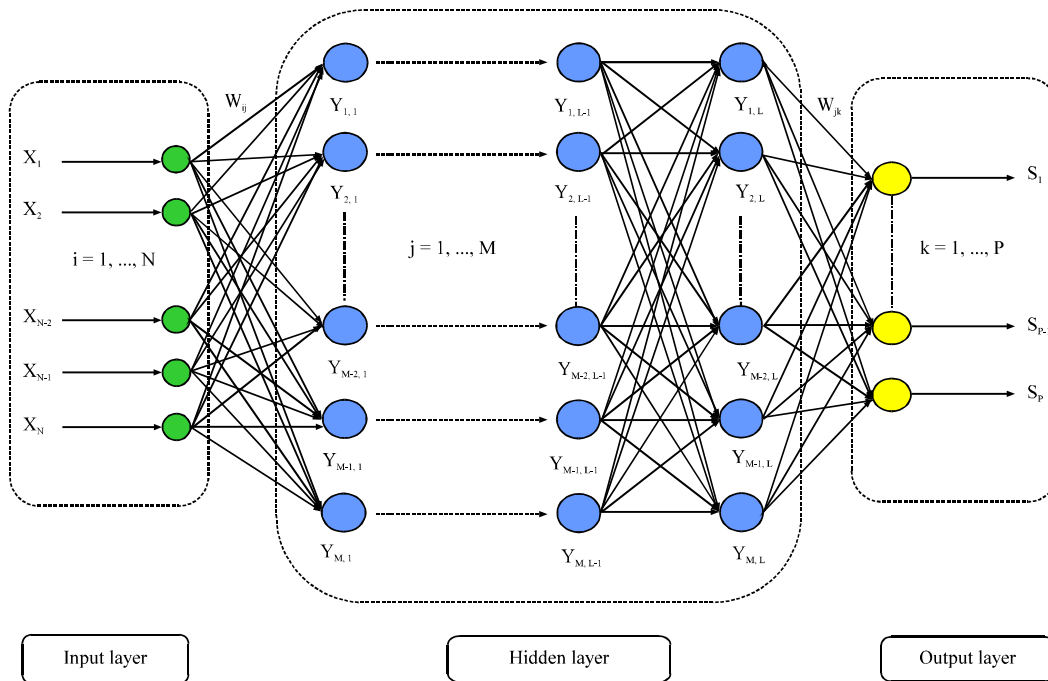 W_ij
Y_1, 1
Y_1, L-1
Y_1, L
W_jk
X_1
S_1
X_2
Y_2, 1
Y_2, L-1
Y_2, L
i = 1, ..., N
j = 1, ..., M
k = 1, ..., P
X_N-2
S_P-1
X_N-1
Y_M-2, 1
Y_M-2, L-1
Y_M-2, L
S_P
X_N
Y_M-1, 1
Y_M-1, L-1
Y_M-1, L
Y_M, 1
Y_M, L-1
Y_M, L
Input layer
Hidden layer
Output layer